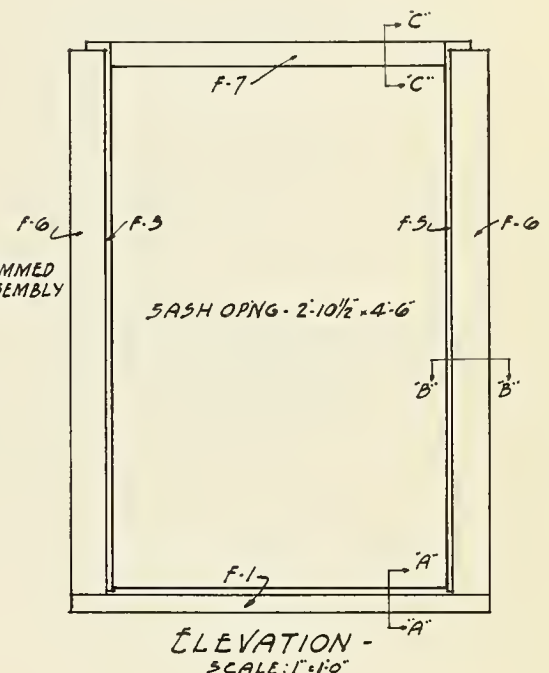 "C"
F-7
"C"
F-6
F-5
F-5
F-6
MMED
EMBLY
SASH OPNG - 2'-10½" x 4'-6"
"B"
"B"
F-1
"A"
"A"
ELEVATION -
SCALE: 1"=1'-0"